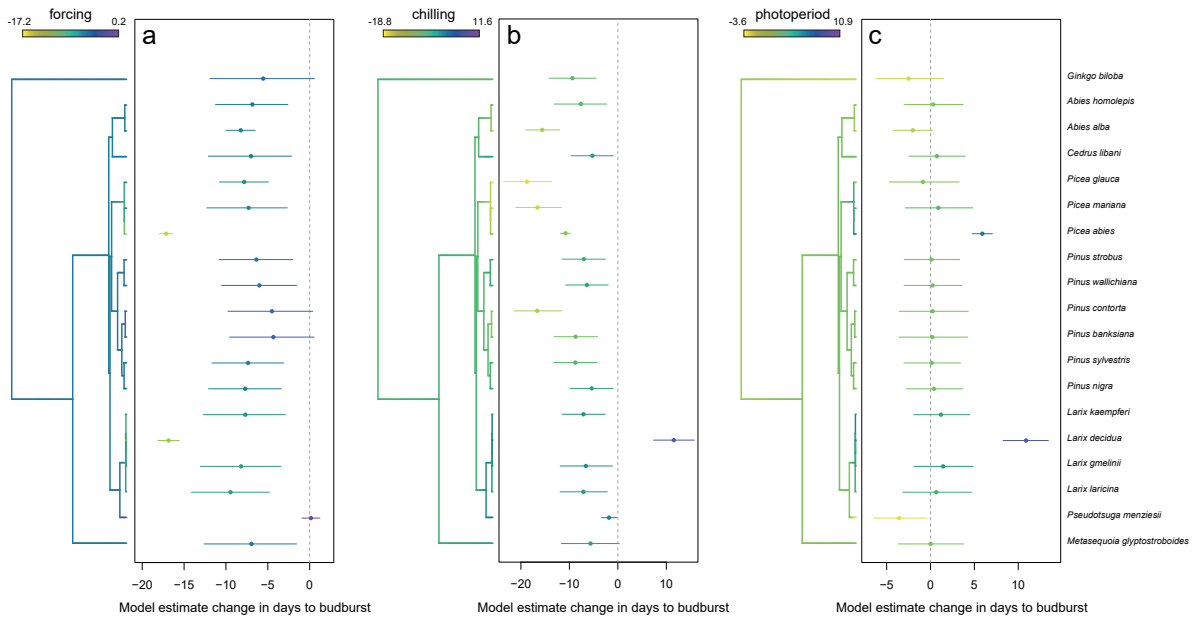 forcing
-17.2 0.2
a
chilling
-18.8 11.6
b
photoperiod
-3.6 10.9
c
Ginkgo biloba
Abies homolepis
Abies alba
Cedrus libani
Picea glauca
Picea mariana
Picea abies
Pinus strobus
Pinus wallichiana
Pinus contorta
Pinus banksiana
Pinus sylvestris
Pinus nigra
Larix kaempferi
Larix decidua
Larix gmelinii
Larix laricina
Pseudotsuga menziesii
Metasequoia glyptostroboides
−20 −15 −10 −5 0
Model estimate change in days to budburst
−20 −10 0 10
Model estimate change in days to budburst
−5 0 5 10
Model estimate change in days to budburst